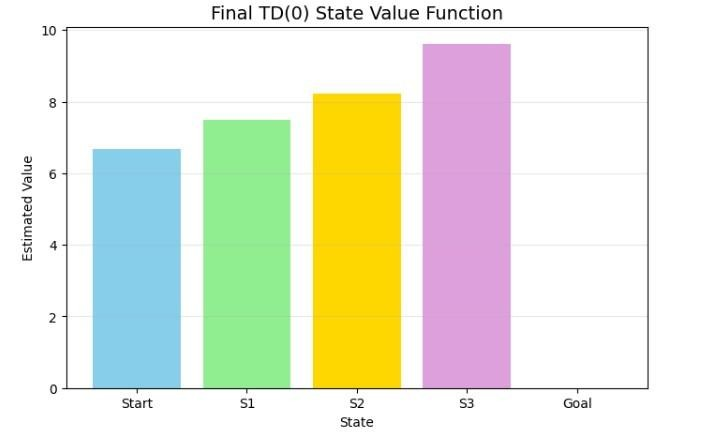 Final TD(0) State Value Function
10
8
6
4
2
0
Estimated Value
Start S1 S2 S3 Goal
State